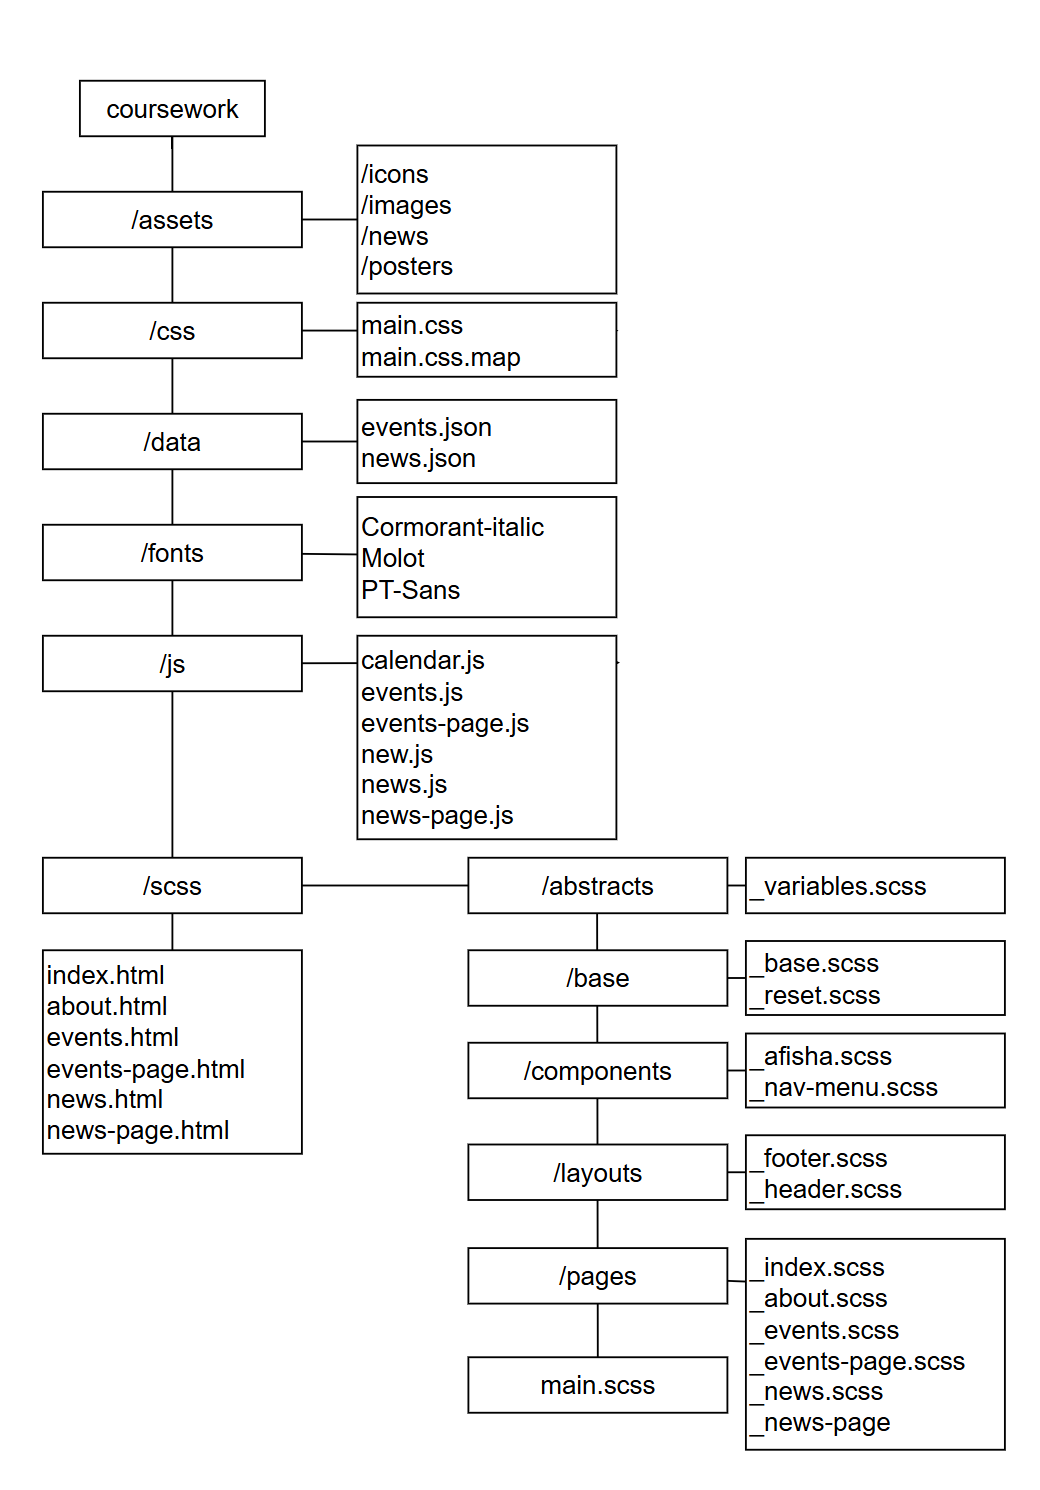 coursework
/assets
/icons
/images
/news
/posters
/css
main.css
main.css.map
/data
events.json
news.json
/fonts
Cormorant-italic
Molot
PT-Sans
/js
calendar.js
events.js
events-page.js
new.js
news.js
news-page.js
/scss
/abstracts
_variables.scss
index.html
about.html
events.html
events-page.html
news.html
news-page.html
/base
_base.scss
_reset.scss
/components
_afisha.scss
_nav-menu.scss
/layouts
_footer.scss
_header.scss
/pages
_index.scss
_about.scss
_events.scss
_events-page.scss
_news.scss
_news-page
main.scss